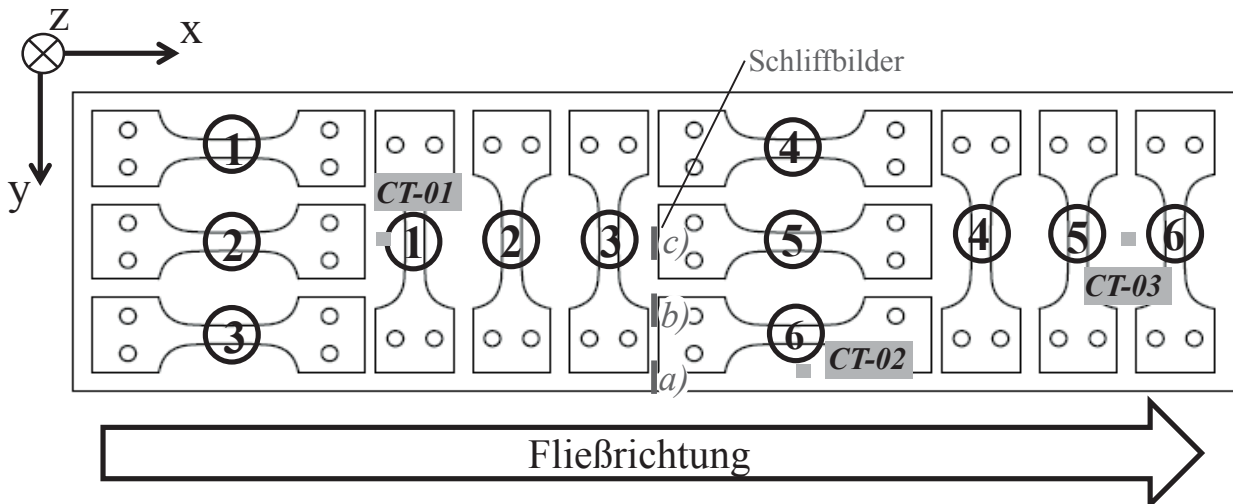 z
x
y
Schliffbilder
1
4
CT-01
2
1
2
3
c)
5
4
5
6
CT-03
3
b)
6
CT-02
a)
Fließrichtung